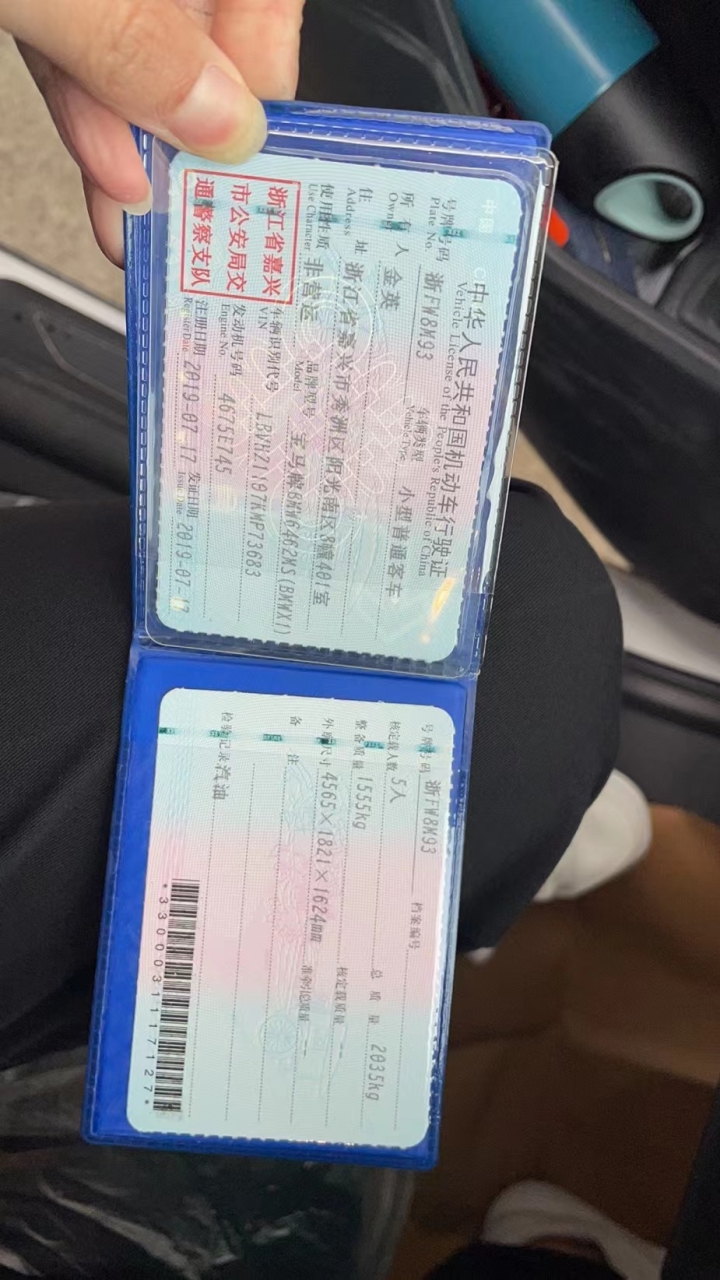 中华人民共和国机动车行驶证
Vehicle License of the People's Republic of China
号牌号码 浙FW8M93 车辆类型 小型普通客车
Plate No. Vehicle Type
所有人 金英
Owner
住址 浙江省嘉兴市秀洲区阳光南区8幢401室
Address
使用性质 非营运 品牌型号 宝马牌BMW6462MS(BMWX1)
Use Character Model
浙江省嘉兴
市公安局交
通警察支队
车辆识别代号
VIN
发动机号码 4675E745
Engine No.
注册日期 2019-07-17 发证日期 2019-07-17
Register Date Issue Date
号牌号码 浙FW8M93 档案编号
核定载人数 5人 总质量 2035kg
整备质量 1555kg 核定载质量 --
外廓尺寸 4565×1821×1624mm 准牵引总质量 --
备注
检验记录 汽油
*3300031117127*